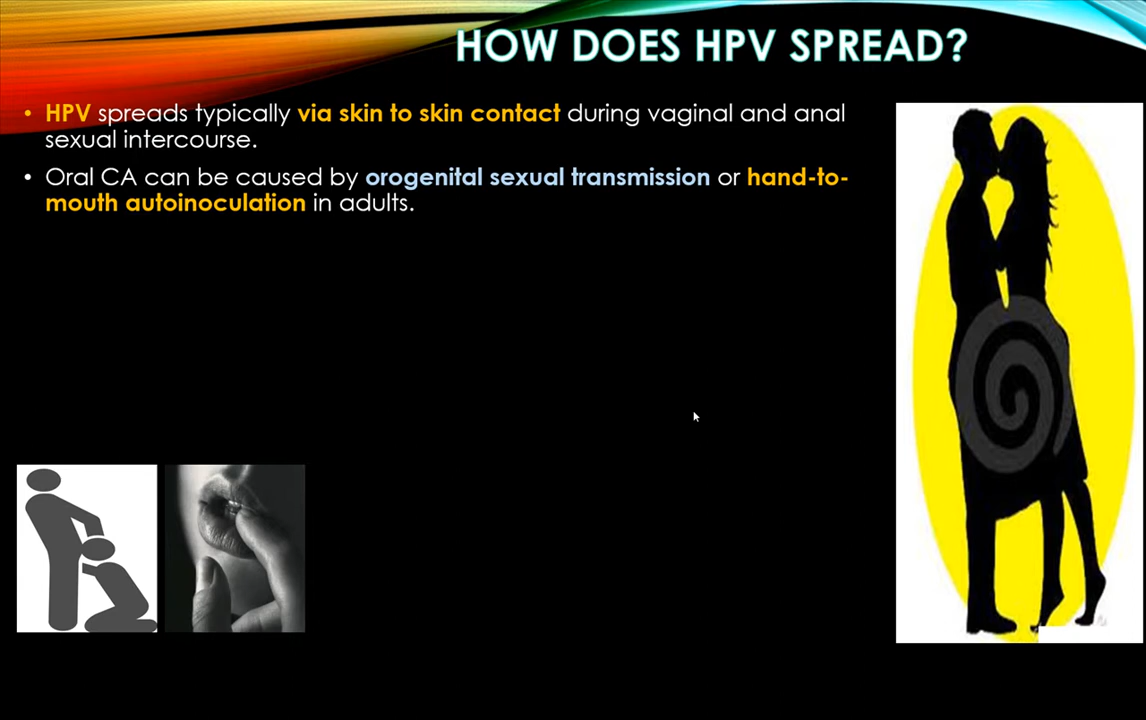 HOW DOES HPV SPREAD?
• HPV spreads typically via skin to skin contact during vaginal and anal
sexual intercourse.
• Oral CA can be caused by orogenital sexual transmission or hand-to-
mouth autoinoculation in adults.